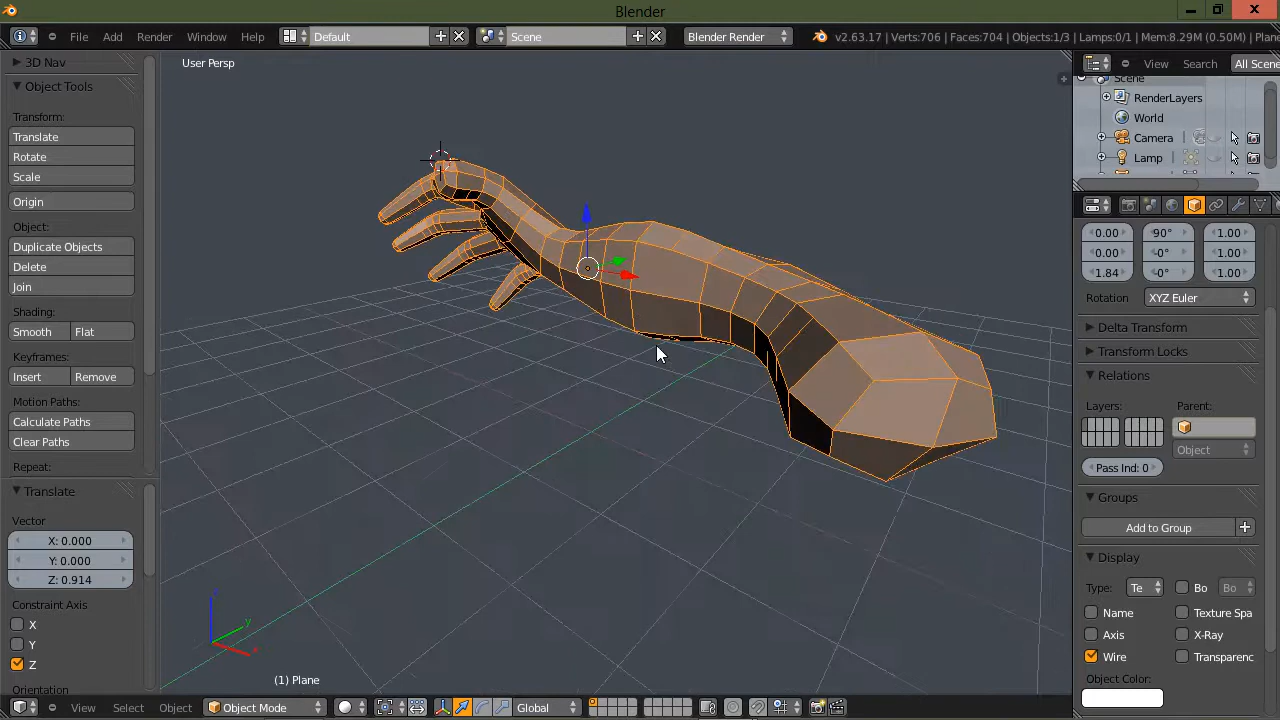 Blender
File Add Render Window Help Default Scene Blender Render v2.63.17 | Verts:706 | Faces:704 | Objects:1/3 | Lamps:0/1 | Mem:8.29M (0.50M) | Plane
3D Nav
Object Tools
Transform:
Translate
Rotate
Scale
Origin
Object:
Duplicate Objects
Delete
Join
Shading:
Smooth Flat
Keyframes:
Insert Remove
Motion Paths:
Calculate Paths
Clear Paths
Repeat:
Translate
Vector
X: 0.000
Y: 0.000
Z: 0.914
Constraint Axis
X
Y
Z
Orientation
User Persp
z
y
x
(1) Plane
View Select Object Object Mode Global
View Search All Scene
Scene
RenderLayers
World
Camera
Lamp
0.00 90° 1.00
0.00 -0° 1.00
1.84 -0° 1.00
Rotation XYZ Euler
Delta Transform
Transform Locks
Relations
Layers: Parent:
Object
Pass Ind: 0
Groups
Add to Group
Display
Type: Te Bo Bo
Name Texture Spa
Axis X-Ray
Wire Transparenc
Object Color: